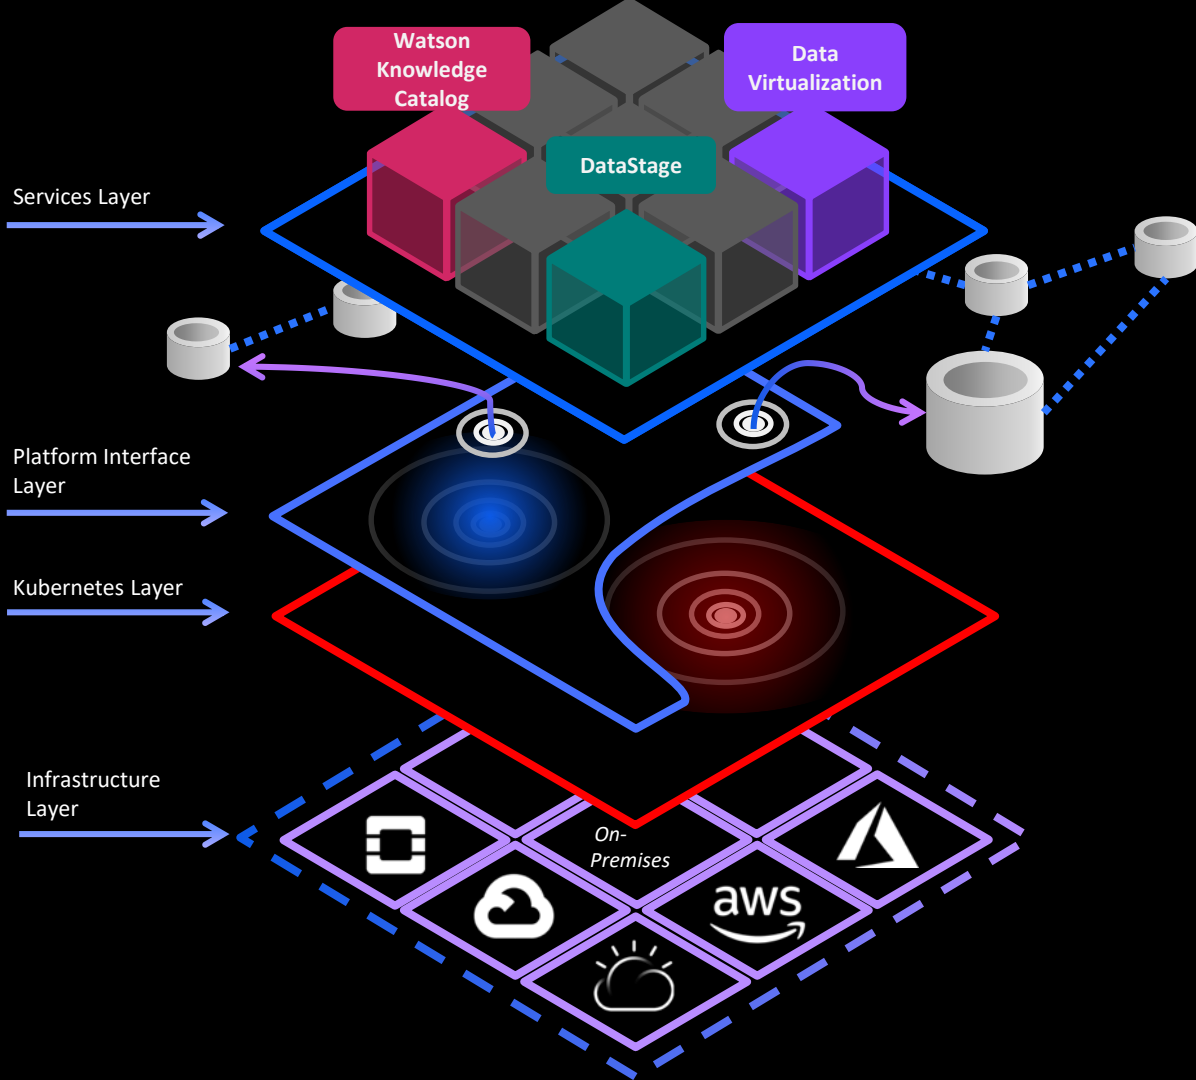 Watson
Knowledge
Catalog
Data
Virtualization
DataStage
Services Layer
Platform Interface
Layer
Kubernetes Layer
Infrastructure
Layer
On-
Premises
aws